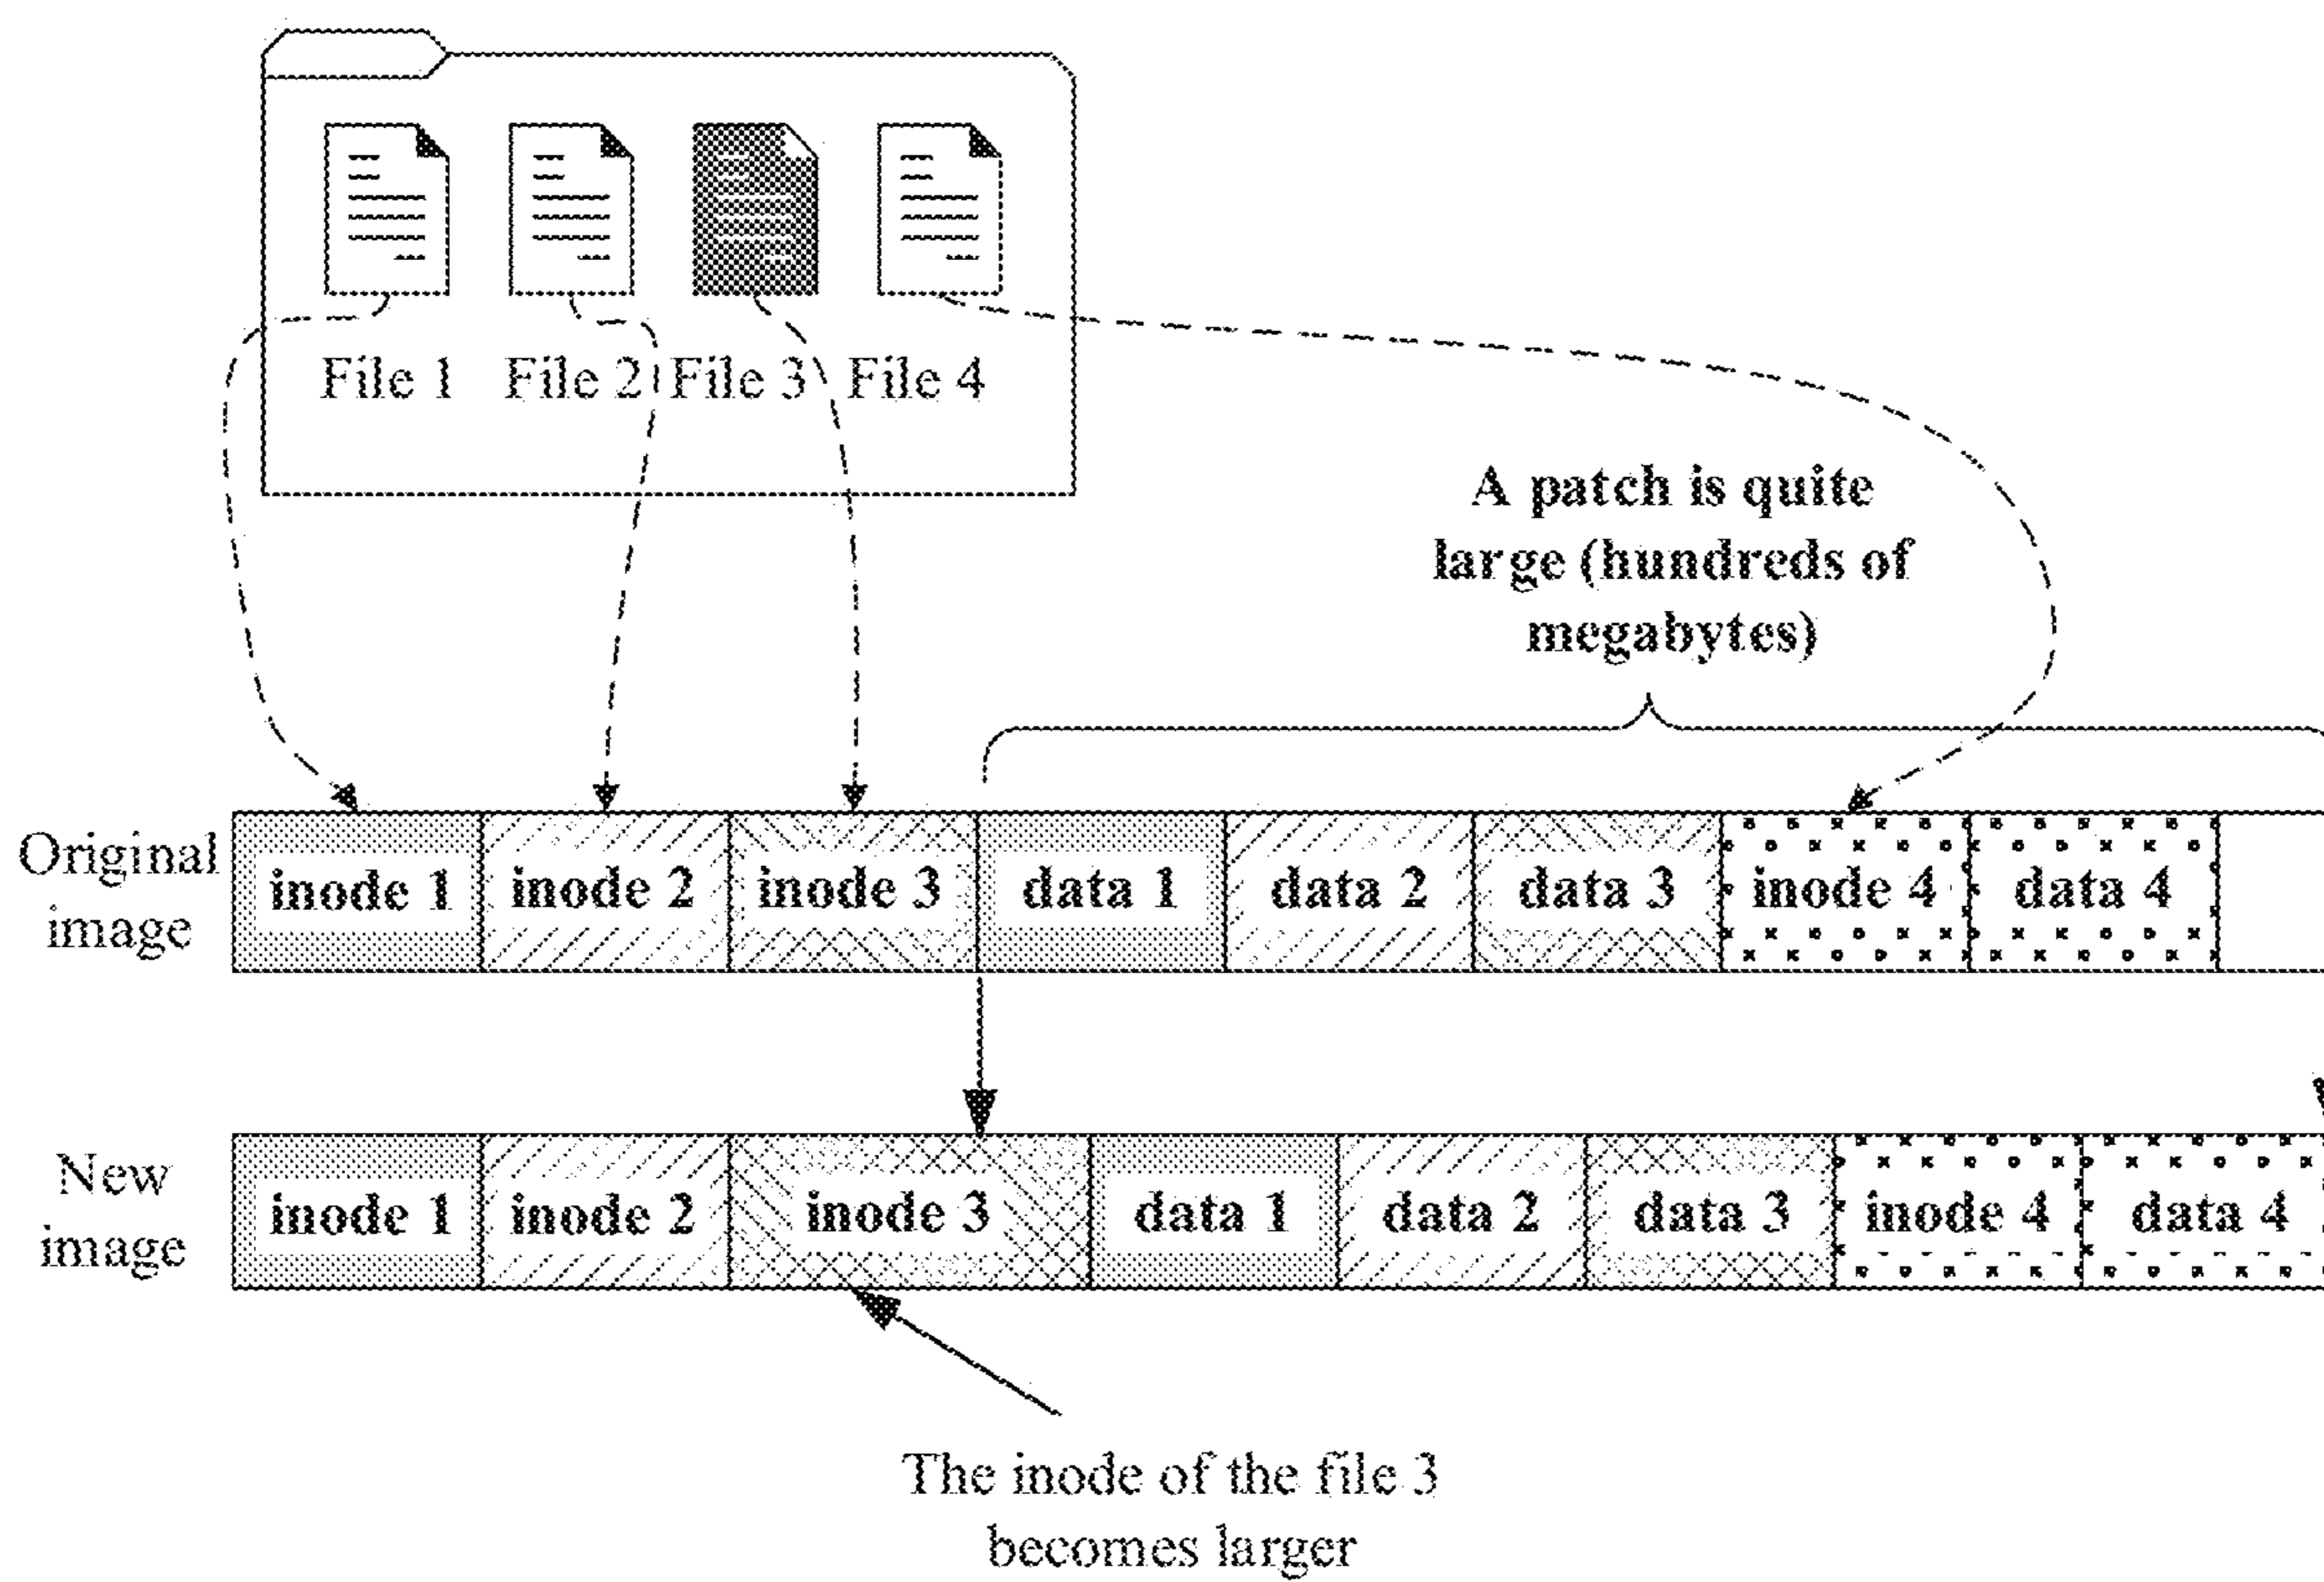 File 1 File 2 File 3 File 4
A patch is quite
large (hundreds of
megabytes)
Original
image
inode 1 inode 2 inode 3 data 1 data 2 data 3 inode 4 data 4
New
image
inode 1 inode 2 inode 3 data 1 data 2 data 3 inode 4 data 4
The inode of the file 3
becomes larger